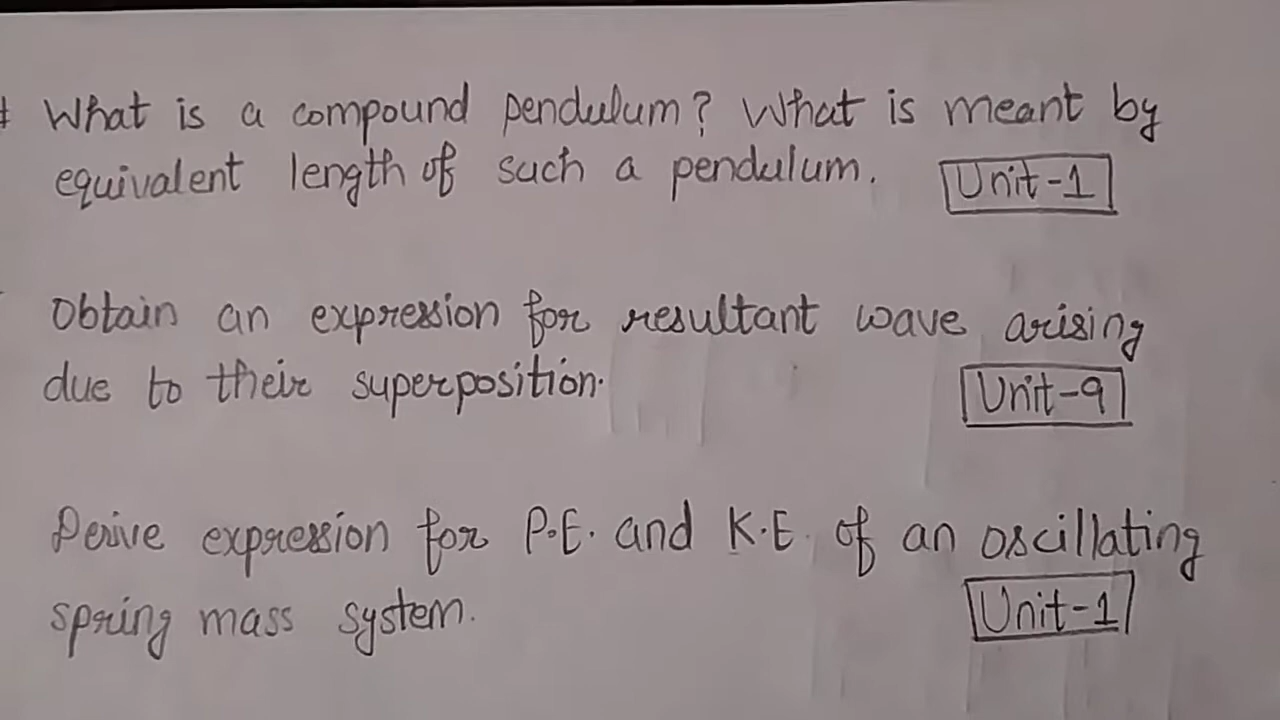 # What is a compound pendulum? What is meant by
equivalent length of such a pendulum. Unit-1
Obtain an expression for resultant wave arising
due to their superposition. Unit-9
Derive expression for P.E. and K.E. of an oscillating
spring mass system. Unit-1